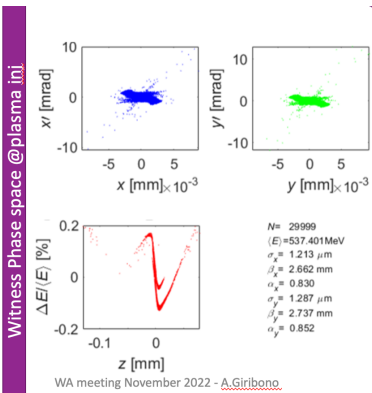 Witness Phase space @plasma inj
10
0
-10
x′ [mrad]
-5 0 5
x [mm]×10-3
10
0
-10
y′ [mrad]
-5 0 5
y [mm]×10-3
0.2
0
-0.2
ΔE/⟨E⟩ [%]
-0.1 0
z [mm]
N= 29999
⟨E⟩=537.401MeV
σx= 1.213 μm
βx= 2.662 mm
αx= 0.830
σy= 1.287 μm
βy= 2.737 mm
αy= 0.852
WA meeting November 2022 - A.Giribono